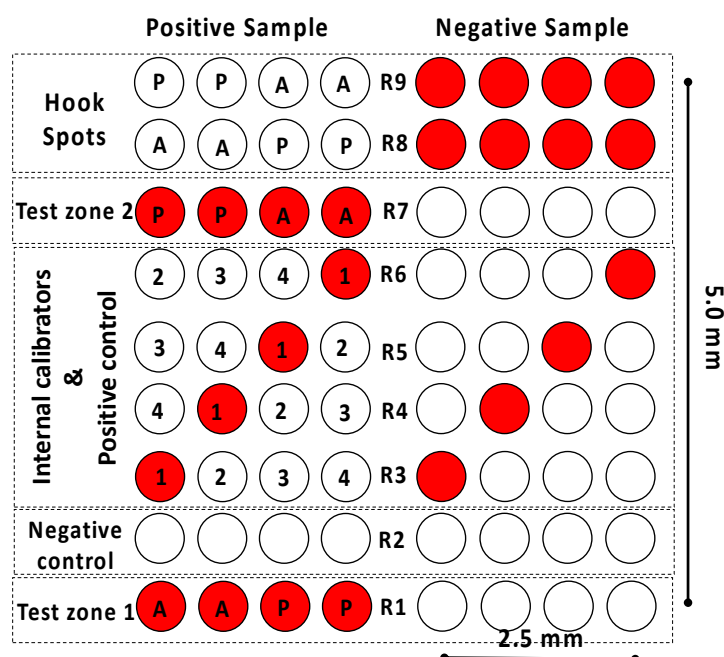 Positive Sample Negative Sample
Hook Spots P P A A R9
A A P P R8
Test zone 2 P P A A R7
Internal calibrators & Positive control 2 3 4 1 R6
3 4 1 2 R5
4 1 2 3 R4
1 2 3 4 R3
Negative control R2
Test zone 1 A A P P R1
5.0 mm
2.5 mm